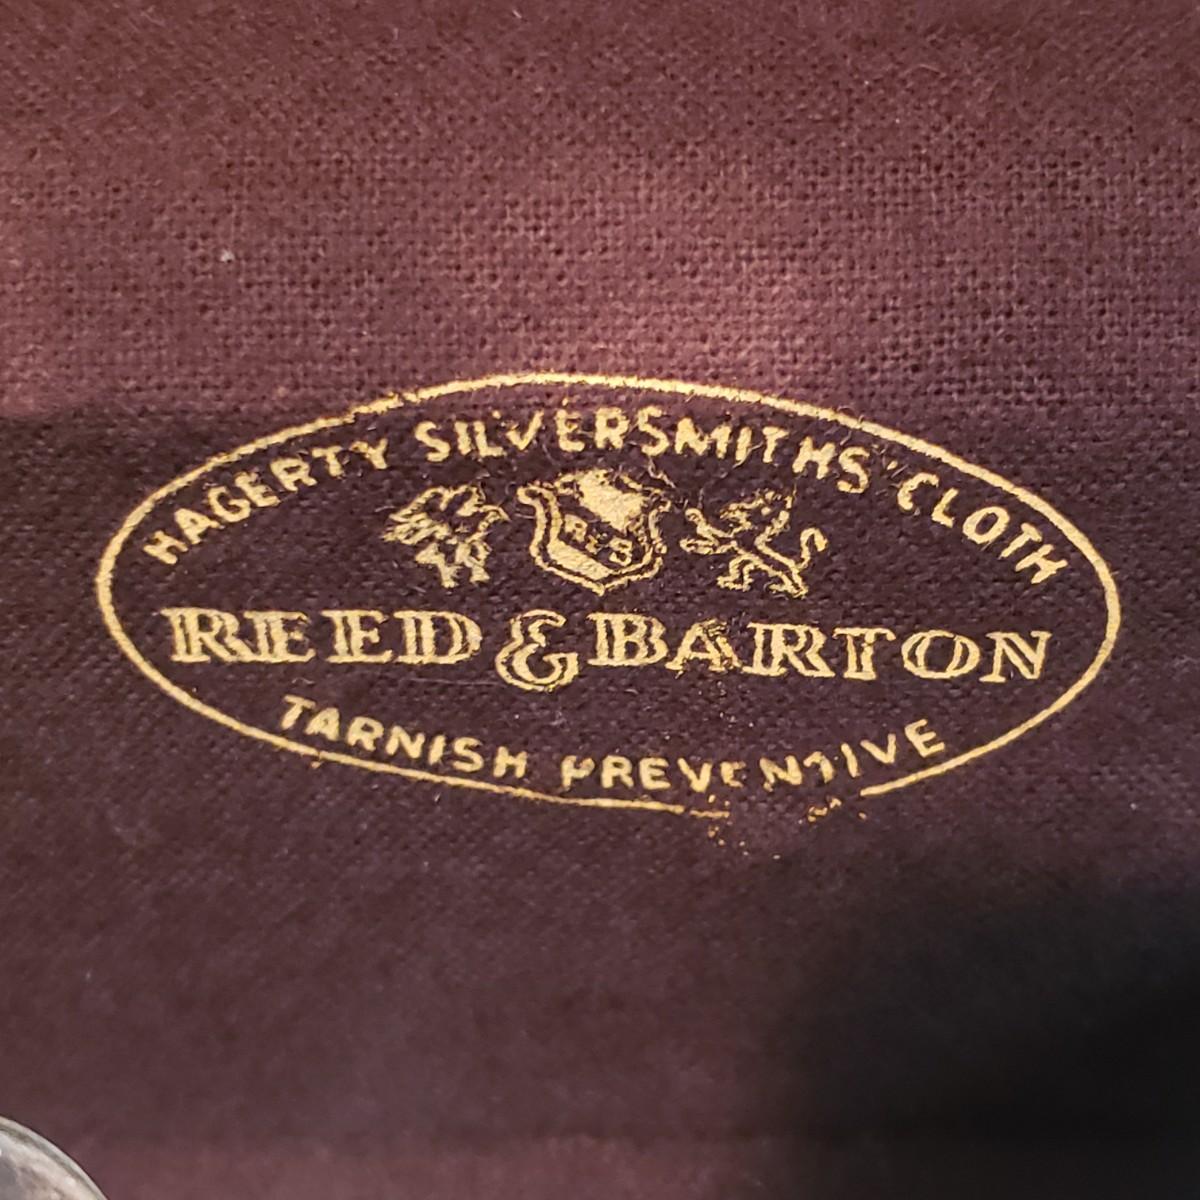 HAGERTY SILVERSMITHS' CLOTH
R&B
REED & BARTON
TARNISH PREVENTIVE